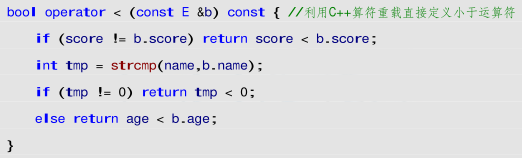 bool operator < (const E &b) const { //利用C++算符重载直接定义小于运算符
if (score != b.score) return score < b.score;
int tmp = strcmp(name,b.name);
if (tmp != 0) return tmp < 0;
else return age < b.age;
}